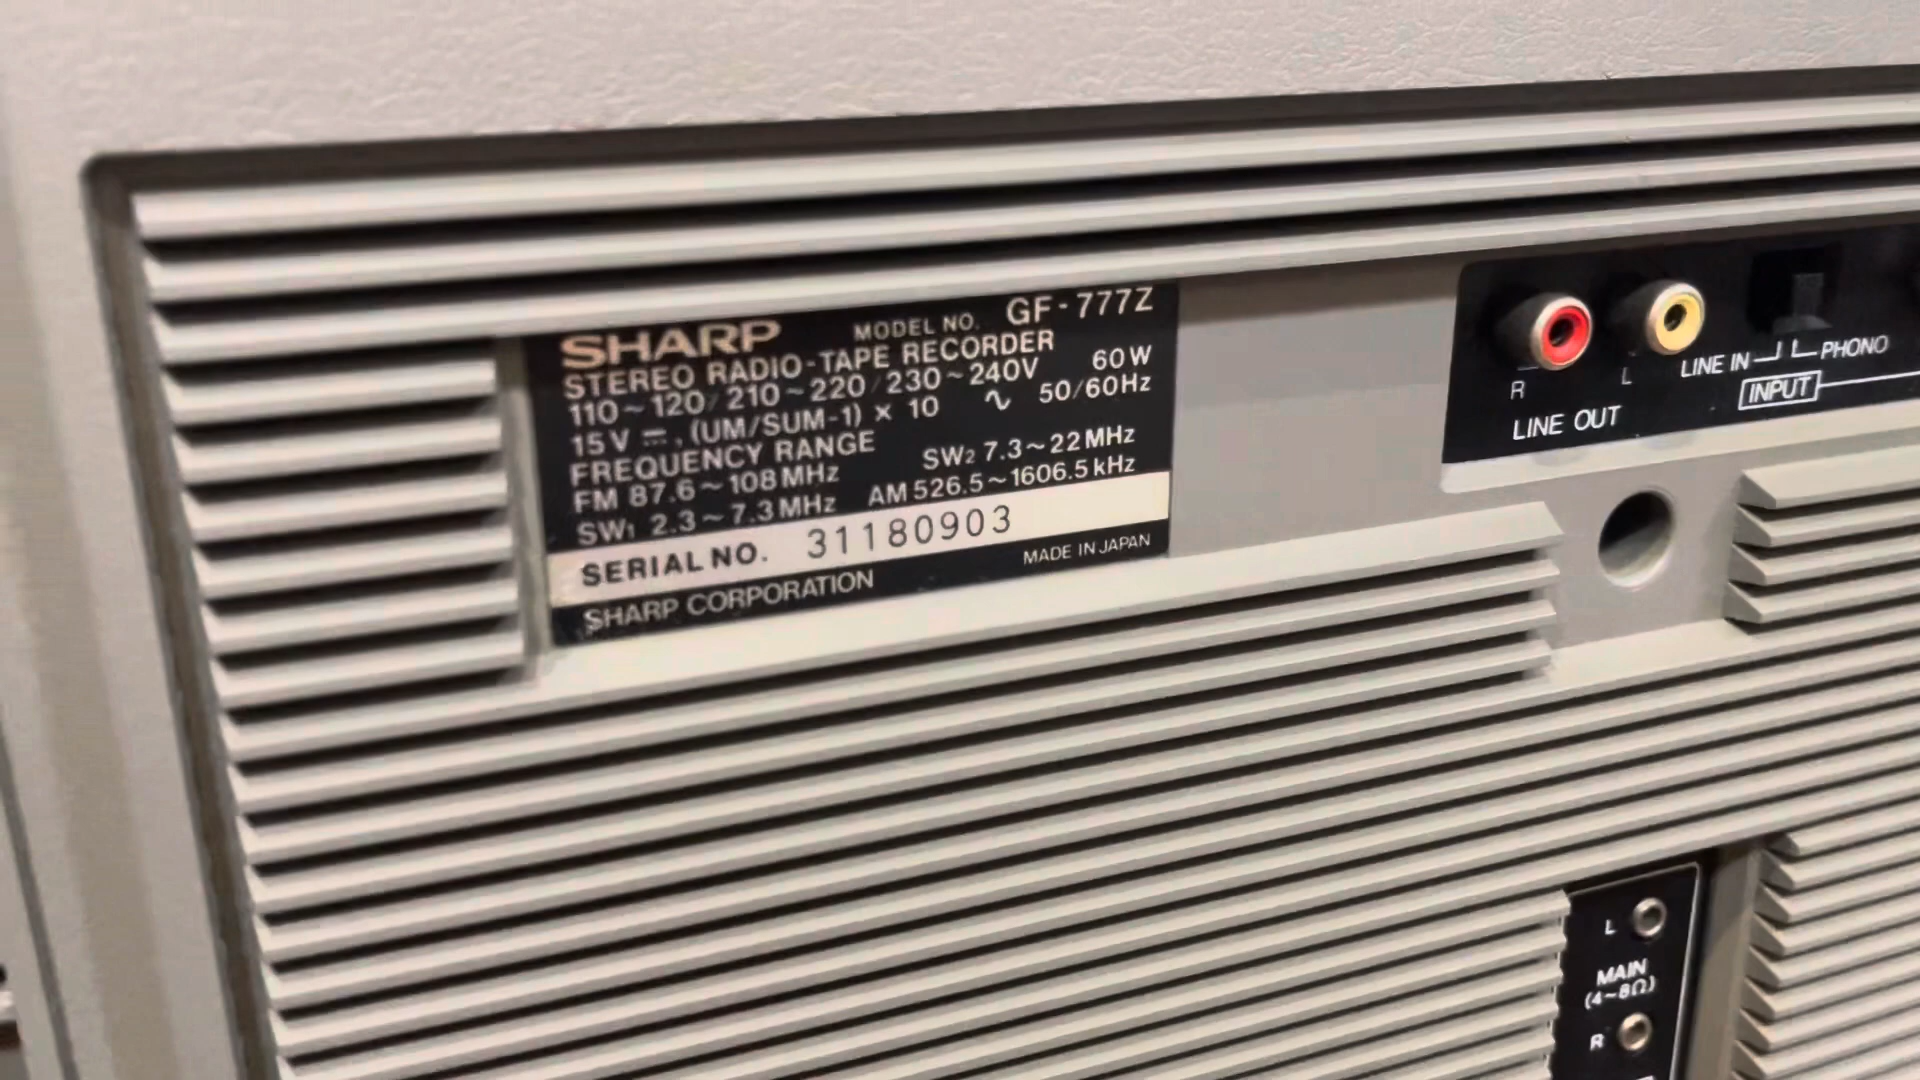 SHARP MODEL NO. GF-777Z
STEREO RADIO-TAPE RECORDER
110~120/210~220/230~240V 60W
15V ⎓, (UM/SUM-1) × 10 ∿ 50/60Hz
FREQUENCY RANGE
FM 87.6~108MHz SW2 7.3~22MHz
SW1 2.3~7.3MHz AM 526.5~1606.5kHz
SERIAL NO. 31180903
SHARP CORPORATION MADE IN JAPAN
R L LINE IN PHONO
LINE OUT INPUT
L
MAIN
(4~8Ω)
R